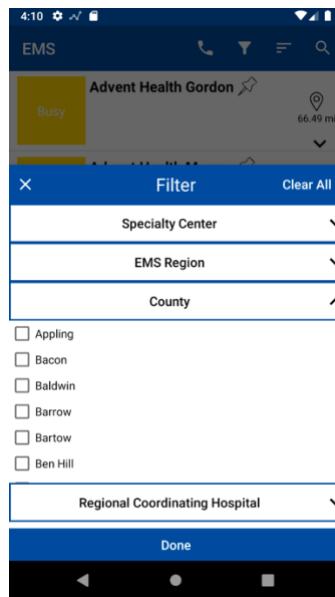 4:10
EMS
Busy
Advent Health Gordon
66.49 mi
Filter
Clear All
Specialty Center
EMS Region
County
Appling
Bacon
Baldwin
Barrow
Bartow
Ben Hill
Regional Coordinating Hospital
Done